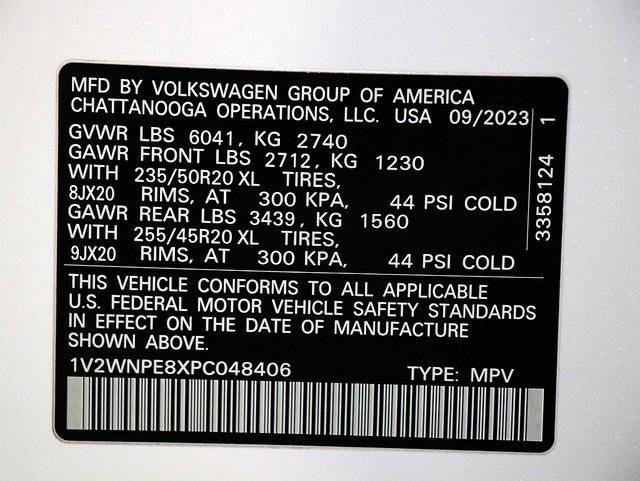 MFD BY VOLKSWAGEN GROUP OF AMERICA
CHATTANOOGA OPERATIONS, LLC. USA 09/2023
GVWR LBS 6041, KG 2740
GAWR FRONT LBS 2712, KG 1230
WITH 235/50R20 XL TIRES,
8JX20 RIMS, AT 300 KPA, 44 PSI COLD
GAWR REAR LBS 3439, KG 1560
WITH 255/45R20 XL TIRES,
9JX20 RIMS, AT 300 KPA, 44 PSI COLD
3358124 1
THIS VEHICLE CONFORMS TO ALL APPLICABLE
U.S. FEDERAL MOTOR VEHICLE SAFETY STANDARDS
IN EFFECT ON THE DATE OF MANUFACTURE
SHOWN ABOVE.
1V2WNPE8XPC048406 TYPE: MPV